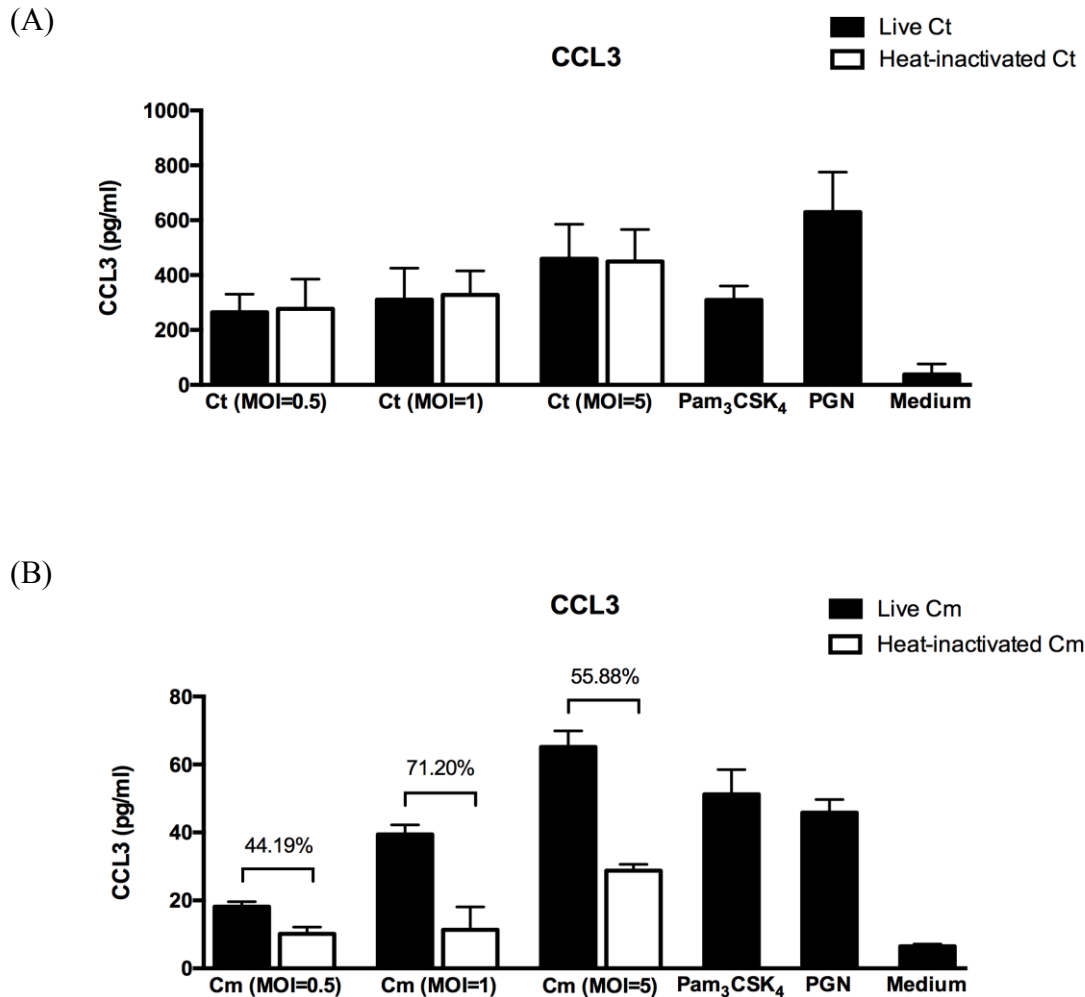 (A)
Live Ct
Heat-inactivated Ct
CCL3
CCL3 (pg/ml)
1000
800
600
400
200
0
Ct (MOI=0.5) Ct (MOI=1) Ct (MOI=5) Pam₃CSK₄ PGN Medium
(B)
CCL3
Live Cm
Heat-inactivated Cm
CCL3 (pg/ml)
80
60
40
20
0
44.19%
71.20%
55.88%
Cm (MOI=0.5) Cm (MOI=1) Cm (MOI=5) Pam₃CSK₄ PGN Medium